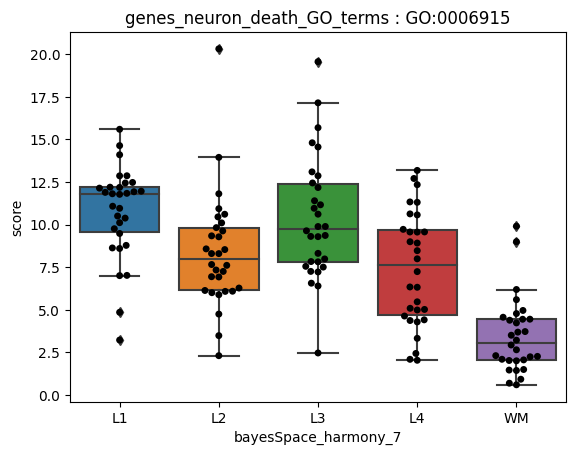 genes_neuron_death_GO_terms : GO:0006915
score
20.0
17.5
15.0
12.5
10.0
7.5
5.0
2.5
0.0
L1 L2 L3 L4 WM
bayesSpace_harmony_7